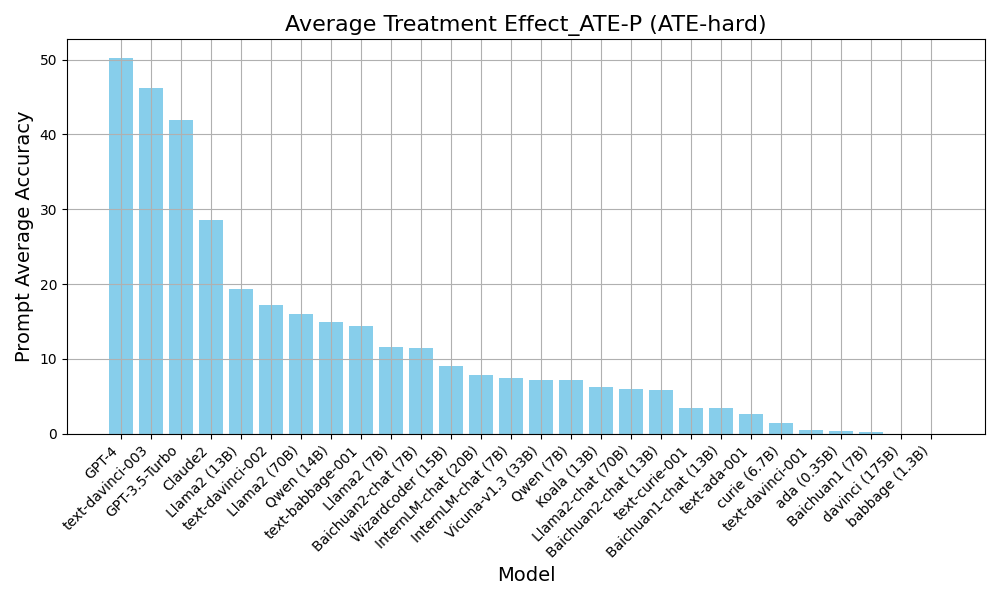 Average Treatment Effect_ATE-P (ATE-hard)
Prompt Average Accuracy
50
40
30
20
10
0
GPT-4
text-davinci-003
GPT-3.5-Turbo
Claude2
Llama2 (13B)
text-davinci-002
Llama2 (70B)
Qwen (14B)
text-babbage-001
Llama2 (7B)
Baichuan2-chat (7B)
Wizardcoder (15B)
InternLM-chat (20B)
InternLM-chat (7B)
Vicuna-v1.3 (33B)
Qwen (7B)
Koala (13B)
Llama2-chat (70B)
Baichuan2-chat (13B)
text-curie-001
Baichuan1-chat (13B)
text-ada-001
curie (6.7B)
text-davinci-001
ada (0.35B)
Baichuan1 (7B)
davinci (175B)
babbage (1.3B)
Model